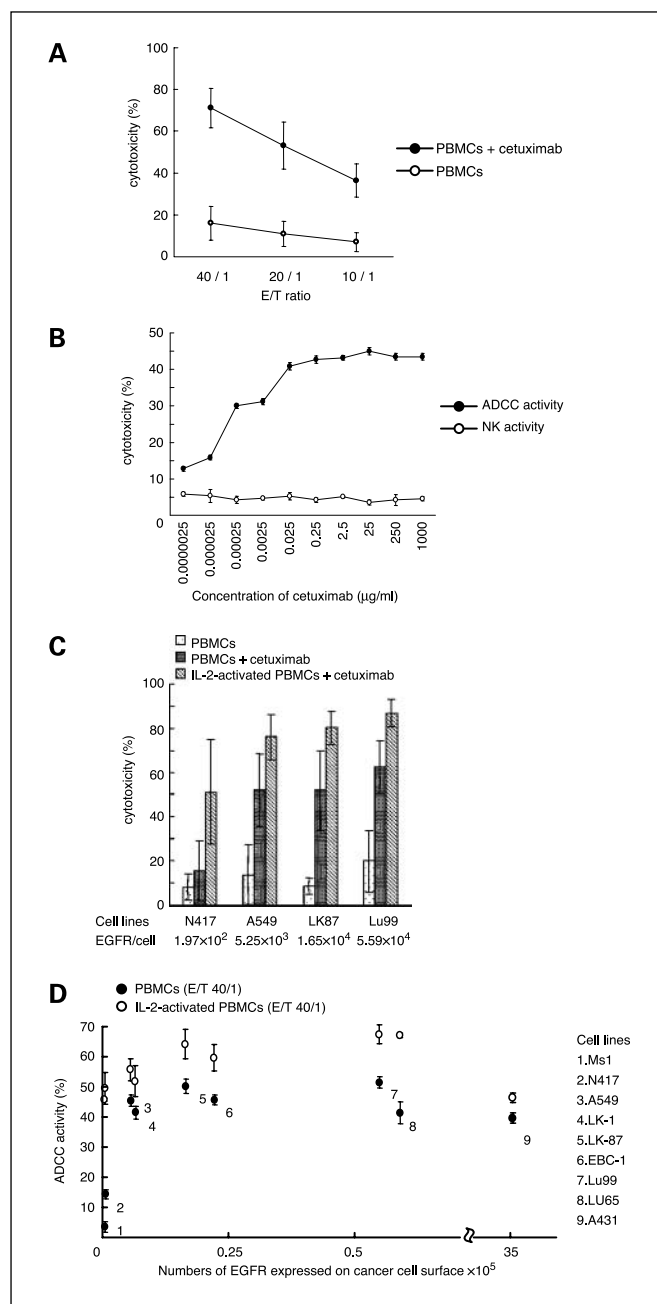 A
cytotoxicity (%)
100
80
60
40
20
0
40 / 1 20 / 1 10 / 1
E/T ratio
PBMCs + cetuximab
PBMCs
B
cytotoxicity (%)
50
40
30
20
10
0
0.0000025 0.000025 0.00025 0.0025 0.025 0.25 2.5 25 250 1000
Concentration of cetuximab (μg/ml)
ADCC activity
NK activity
C
PBMCs
PBMCs + cetuximab
IL-2-activated PBMCs + cetuximab
cytotoxicity (%)
100
80
60
40
20
0
Cell lines N417 A549 LK87 Lu99
EGFR/cell 1.97×10² 5.25×10³ 1.65×10⁴ 5.59×10⁴
D
PBMCs (E/T 40/1)
IL-2-activated PBMCs (E/T 40/1)
ADCC activity (%)
70
60
50
40
30
20
10
1
2
3
4
5
6
7
8
9
0 0.25 0.5 35
Numbers of EGFR expressed on cancer cell surface ×10⁵
Cell lines
1.Ms1
2.N417
3.A549
4.LK-1
5.LK-87
6.EBC-1
7.Lu99
8.LU65
9.A431